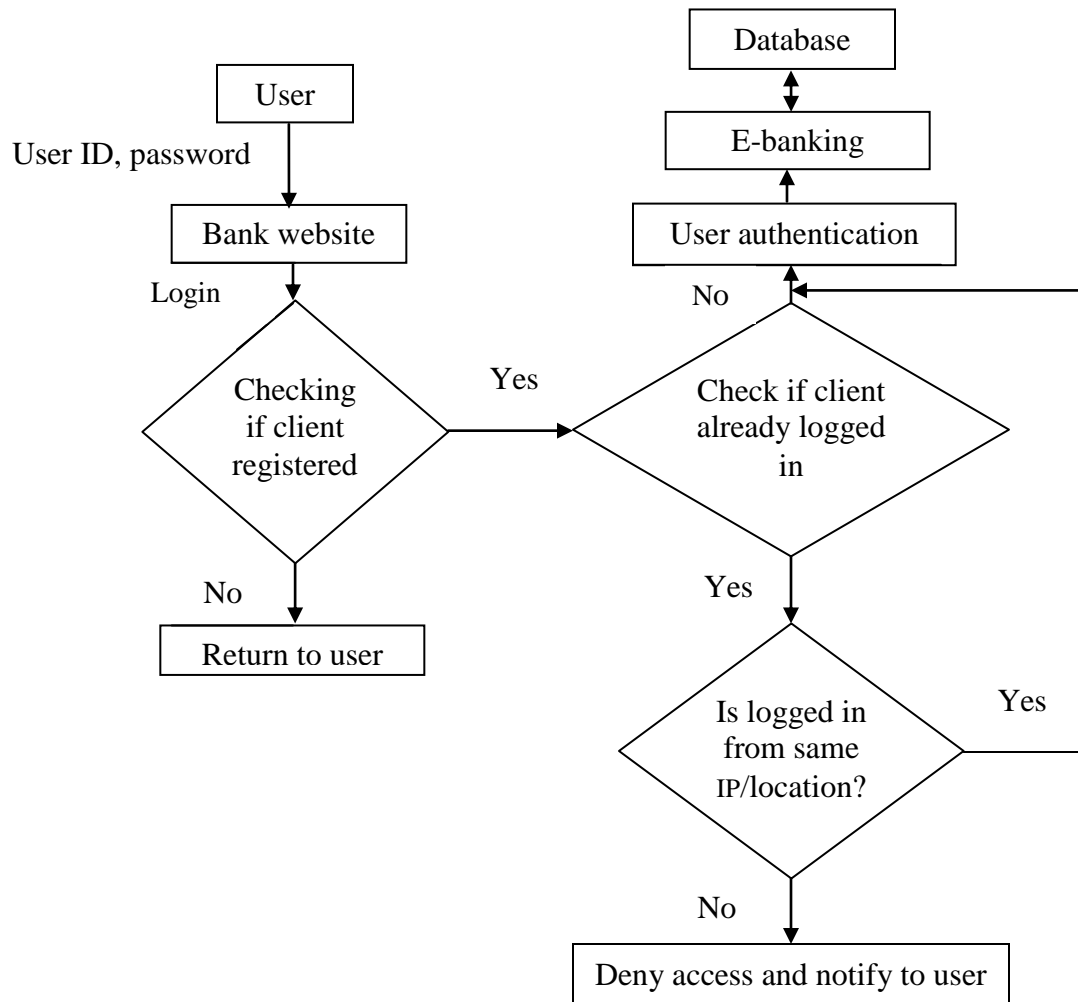 Database
User
E-banking
User ID, password
Bank website
User authentication
Login
No
Checking
if client
registered
Yes
Check if client
already logged
in
No
Return to user
Yes
Is logged in
from same
IP/location?
Yes
No
Deny access and notify to user